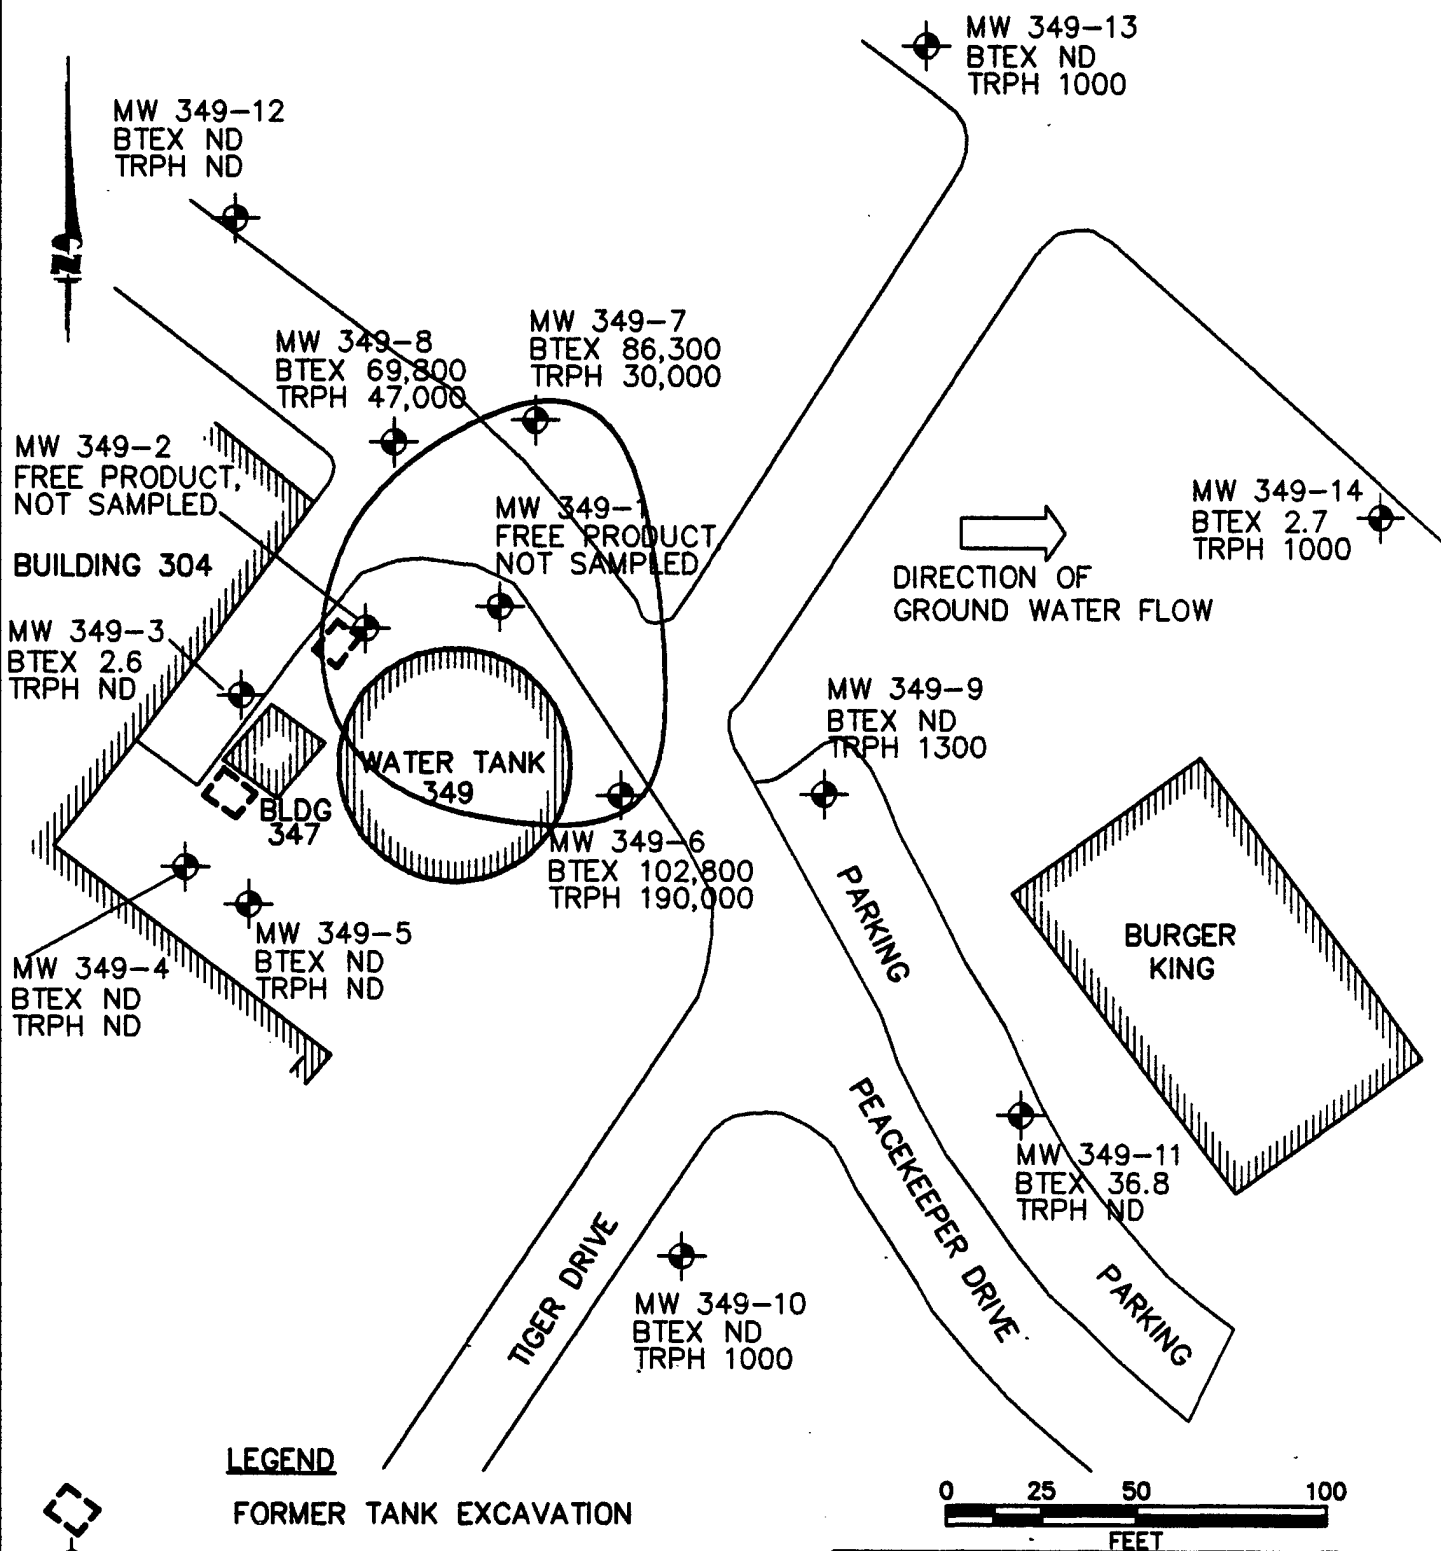 MW 349-13
BTEX ND
TRPH 1000
MW 349-12
BTEX ND
TRPH ND
N
MW 349-7
BTEX 86,300
TRPH 30,000
MW 349-8
BTEX 69,800
TRPH 47,000
MW 349-2
FREE PRODUCT,
NOT SAMPLED
MW 349-1
FREE PRODUCT
NOT SAMPLED
MW 349-14
BTEX 2.7
TRPH 1000
BUILDING 304
DIRECTION OF
GROUND WATER FLOW
MW 349-3
BTEX 2.6
TRPH ND
MW 349-9
BTEX ND
TRPH 1300
WATER TANK
349
BLDG
347
MW 349-6
BTEX 102,800
TRPH 190,000
PARKING
BURGER
KING
MW 349-5
BTEX ND
TRPH ND
MW 349-4
BTEX ND
TRPH ND
PEACEKEEPER DRIVE
MW 349-11
BTEX 36.8
TRPH ND
TIGER DRIVE
PARKING
MW 349-10
BTEX ND
TRPH 1000
LEGEND
FORMER TANK EXCAVATION
0 25 50 100
FEET